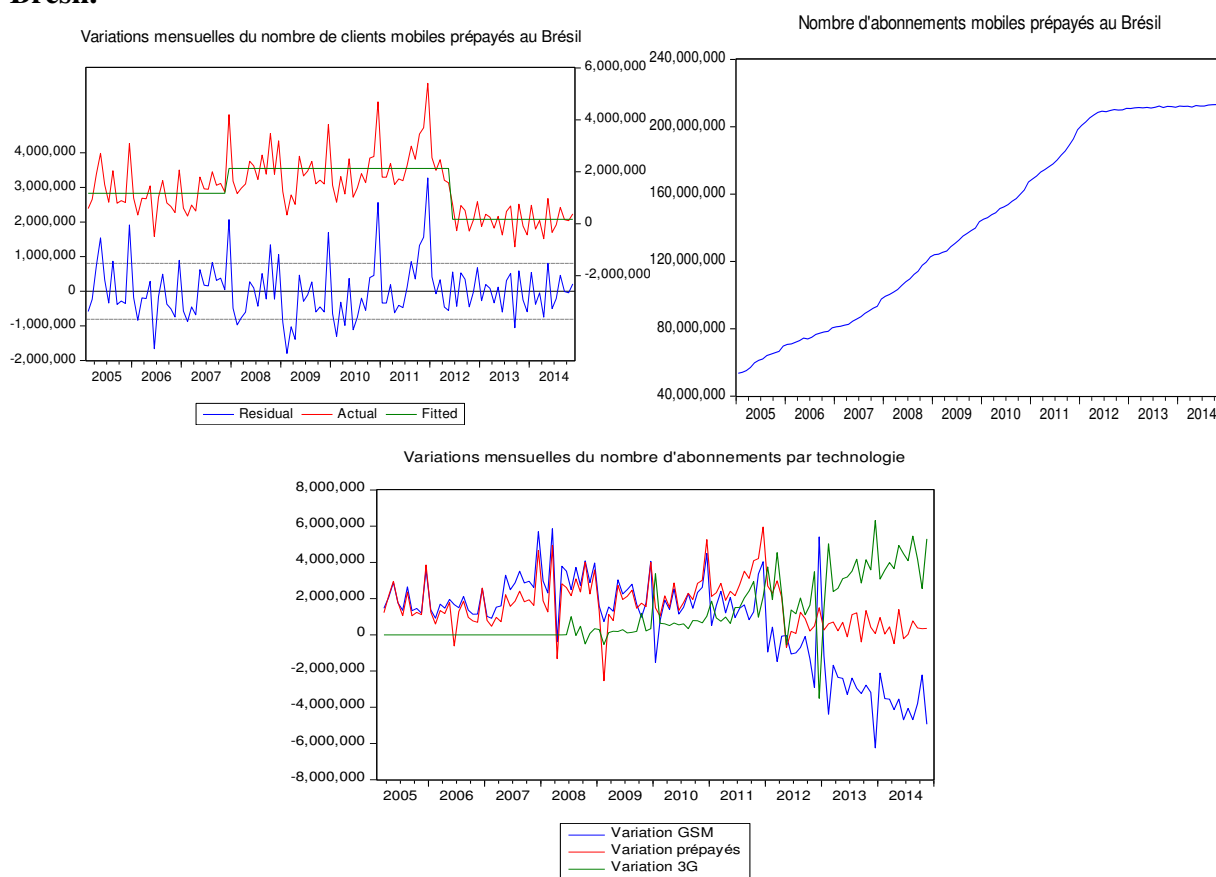 Brésil.
Variations mensuelles du nombre de clients mobiles prépayés au Brésil
6,000,000
4,000,000
2,000,000
0
-2,000,000
4,000,000
3,000,000
2,000,000
1,000,000
0
-1,000,000
-2,000,000
2005 2006 2007 2008 2009 2010 2011 2012 2013 2014
Residual Actual Fitted
Nombre d'abonnements mobiles prépayés au Brésil
240,000,000
200,000,000
160,000,000
120,000,000
80,000,000
40,000,000
2005 2006 2007 2008 2009 2010 2011 2012 2013 2014
Variations mensuelles du nombre d'abonnements par technologie
8,000,000
6,000,000
4,000,000
2,000,000
0
-2,000,000
-4,000,000
-6,000,000
-8,000,000
2005 2006 2007 2008 2009 2010 2011 2012 2013 2014
Variation GSM
Variation prépayés
Variation 3G